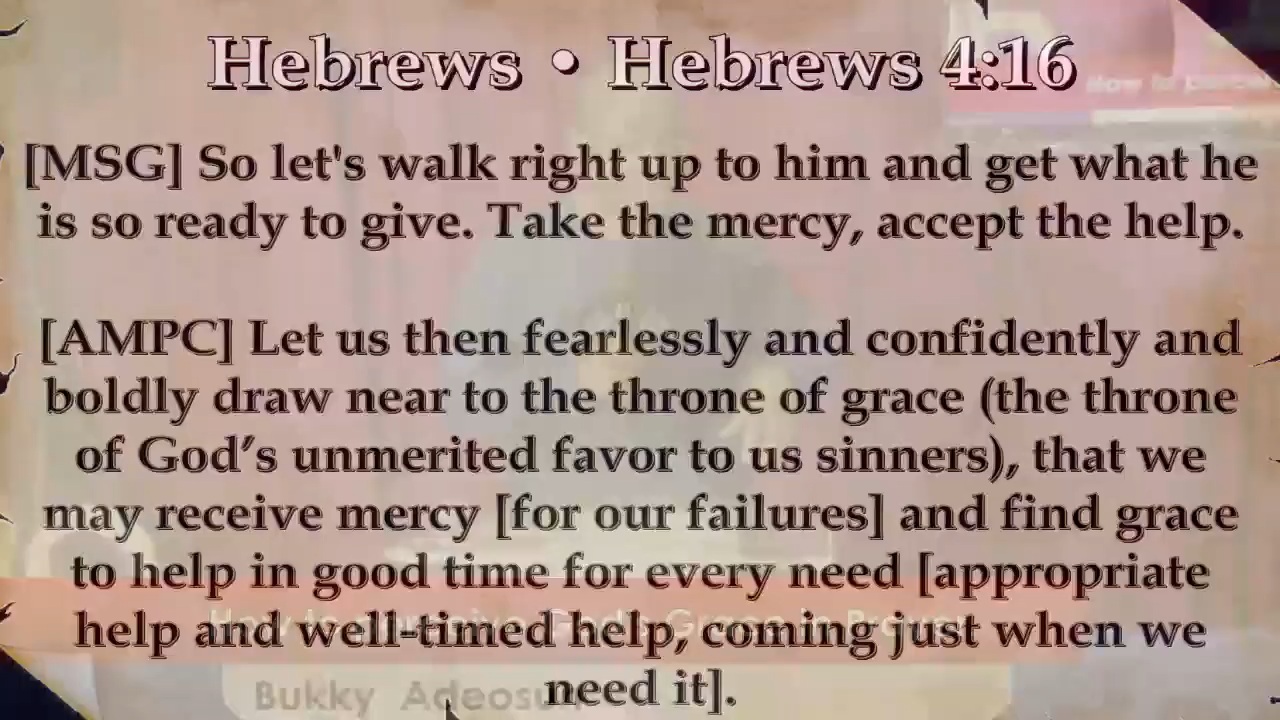 Hebrews • Hebrews 4:16
[MSG] So let's walk right up to him and get what he
is so ready to give. Take the mercy, accept the help.
[AMPC] Let us then fearlessly and confidently and
boldly draw near to the throne of grace (the throne
of God’s unmerited favor to us sinners), that we
may receive mercy [for our failures] and find grace
to help in good time for every need [appropriate
help and well-timed help, coming just when we
need it].
How to
Bukky